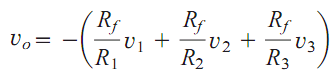 v_o = -(R_f/R_1 v_1 + R_f/R_2 v_2 + R_f/R_3 v_3)